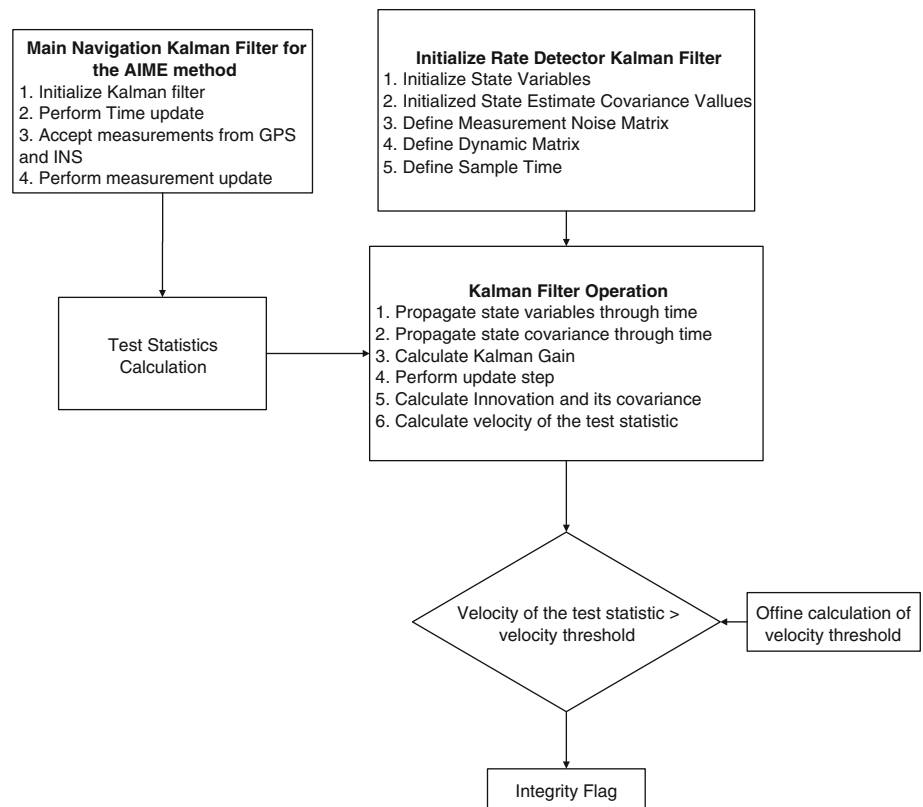 Main Navigation Kalman Filter for
the AIME method
1. Initialize Kalman filter
2. Perform Time update
3. Accept measurements from GPS
and INS
4. Perform measurement update
Initialize Rate Detector Kalman Filter
1. Initialize State Variables
2. Initialized State Estimate Covariance Vallues
3. Define Measurement Noise Matrix
4. Define Dynamic Matrix
5. Define Sample Time
Test Statistics
Calculation
Kalman Filter Operation
1. Propagate state variables through time
2. Propagate state covariance through time
3. Calculate Kalman Gain
4. Perform update step
5. Calculate Innovation and its covariance
6. Calculate velocity of the test statistic
Velocity of the test statistic >
velocity threshold
Offine calculation of
velocity threshold
Integrity Flag